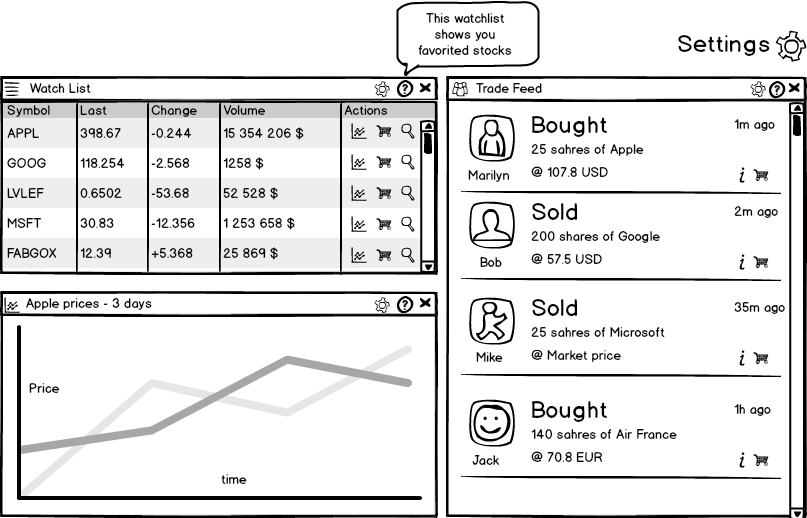 This watchlist
shows you
favorited stocks
Settings
Watch List
?
Symbol Last Change Volume Actions
APPL 398.67 -0.244 15 354 206 $
GOOG 118.254 -2.568 1258 $
LVLEF 0.6502 -53.68 52 528 $
MSFT 30.83 -12.356 1 253 658 $
FABGOX 12.39 +5.368 25 869 $
Apple prices - 3 days
?
Price
time
Trade Feed
?
Bought 1m ago
25 sahres of Apple
@ 107.8 USD
Marilyn
i
Sold 2m ago
200 shares of Google
@ 57.5 USD
Bob
i
Sold 35m ago
25 sahres of Microsoft
@ Market price
Mike
i
Bought 1h ago
140 sahres of Air France
@ 70.8 EUR
Jack
i